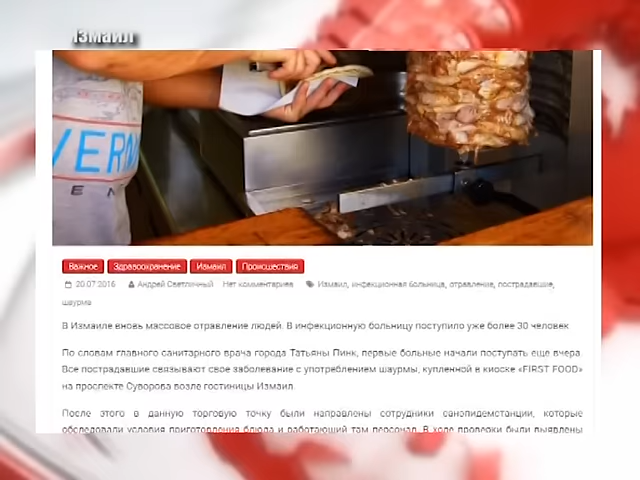 Измаил
VERN
E N
Важное Здравоохранение Измаил Происшествия
20.07.2016 Андрей Светличный Нет комментариев Измаил, инфекционная больница, отравление, пострадавшие,
шаурма
В Измаиле вновь массовое отравление людей. В инфекционную больницу поступило уже более 30 человек.
По словам главного санитарного врача города Татьяны Пинк, первые больные начали поступать еще вчера.
Все пострадавшие связывают свое заболевание с употреблением шаурмы, купленной в киоске «FIRST FOOD»
на проспекте Суворова возле гостиницы Измаил.
После этого в данную торговую точку были направлены сотрудники санэпидемстанции, которые
обследовали условия приготовления блюда и работающий там персонал. В ходе проверки были выявлены